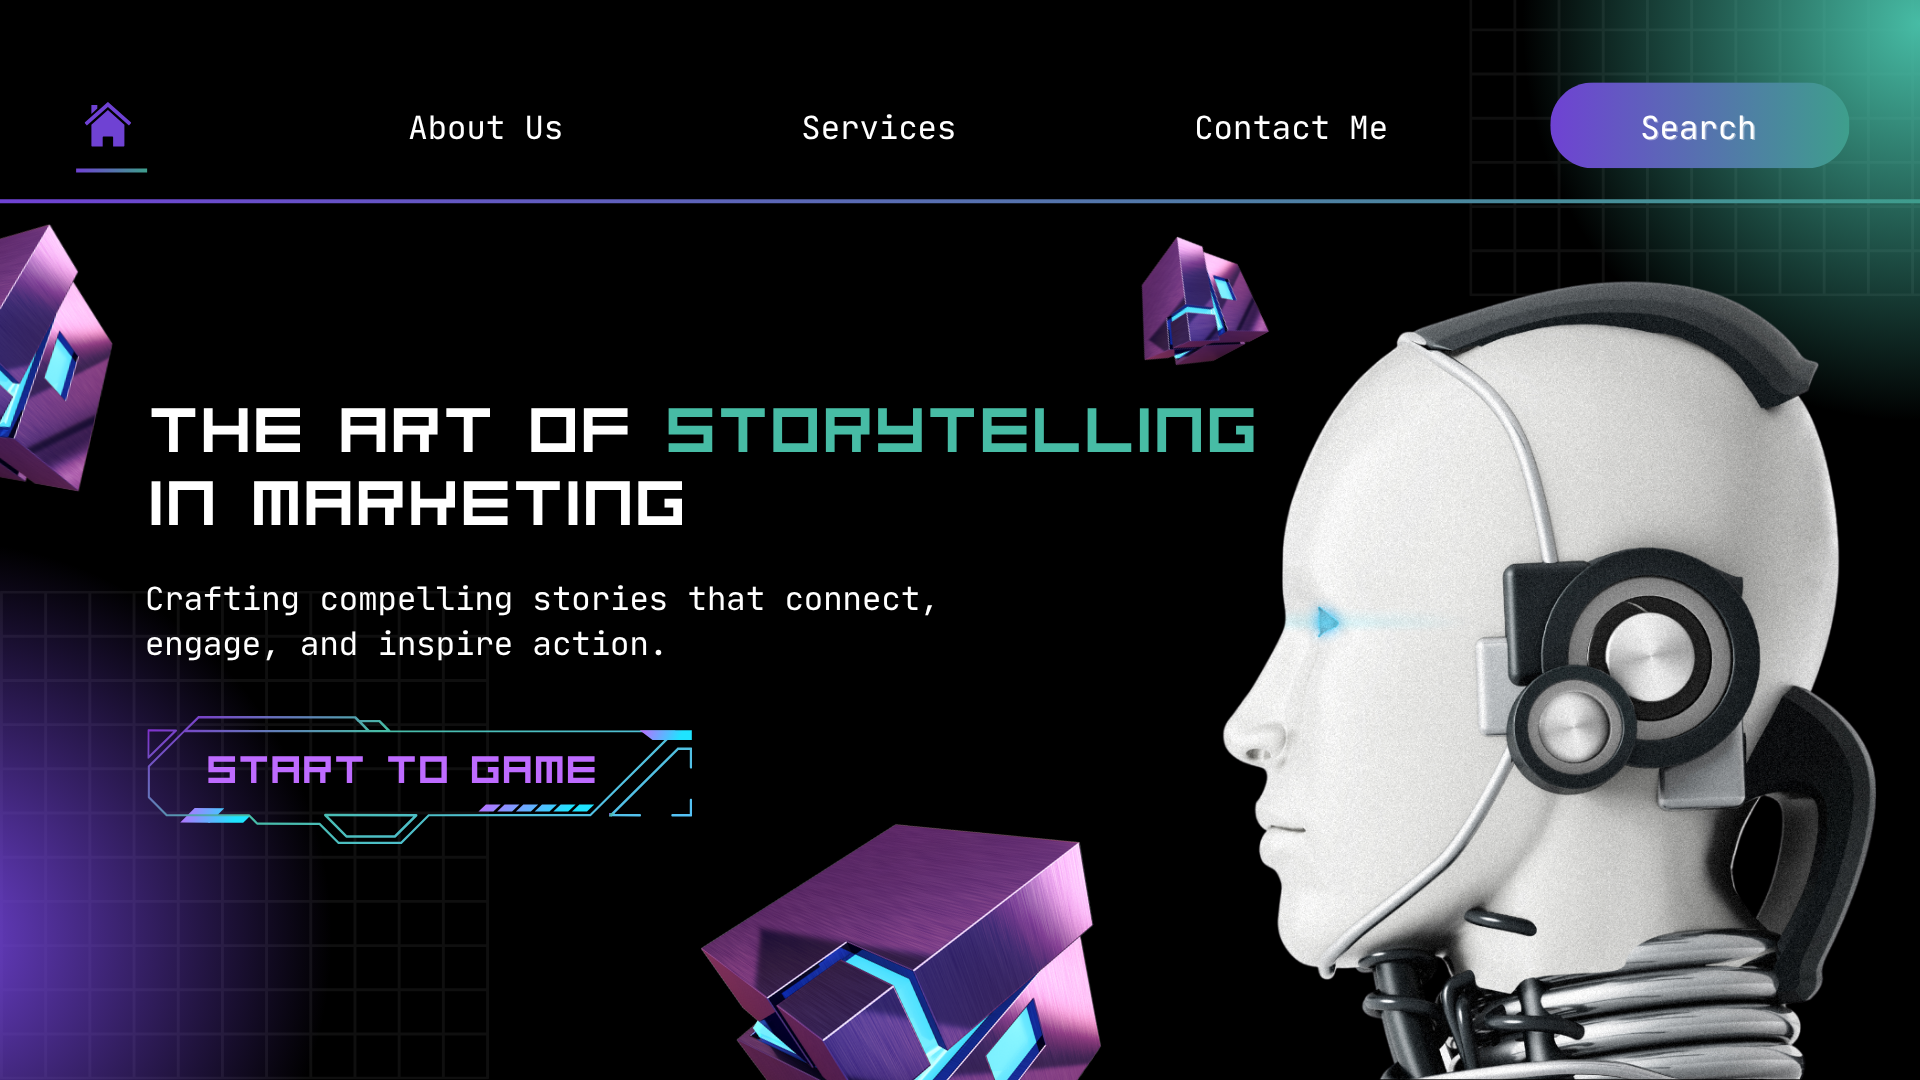 About Us
Services
Contact Me
Search
THE ART OF STORYTELLING
IN MARKETING
Crafting compelling stories that connect,
engage, and inspire action.
START TO GAME